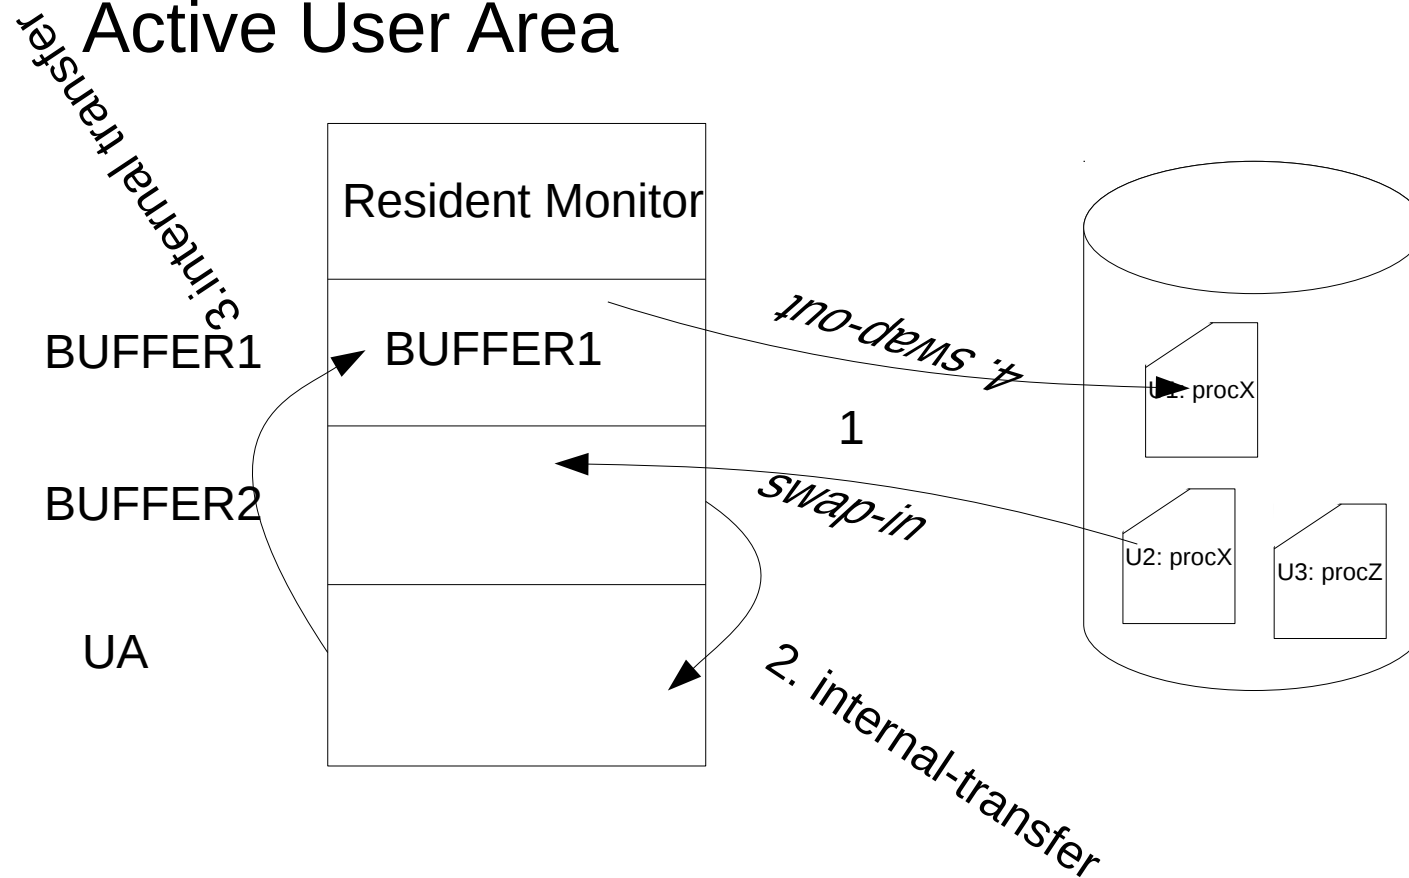 Active User Area
3.internal transfer
Resident Monitor
BUFFER1
BUFFER1
4. swap-out
U1: procX
1
BUFFER2
swap-in
U2: procX
U3: procZ
UA
2. internal-transfer